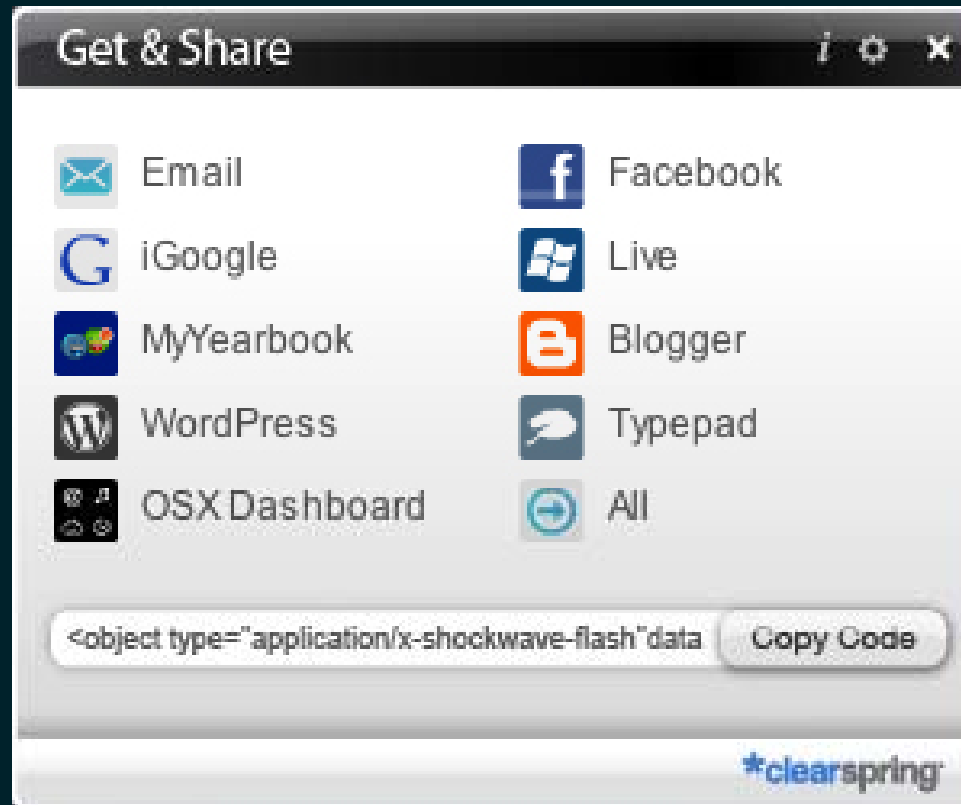 Get & Share
Email
Facebook
iGoogle
Live
MyYearbook
Blogger
WordPress
Typepad
OSX Dashboard
All
<object type="application/x-shockwave-flash"data
Copy Code
*clearspring